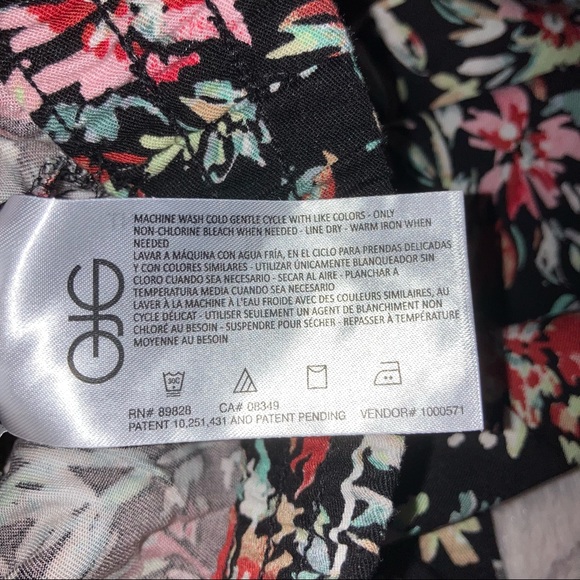 MACHINE WASH COLD GENTLE CYCLE WITH LIKE COLORS - ONLY
NON-CHLORINE BLEACH WHEN NEEDED - LINE DRY - WARM IRON WHEN
NEEDED
LAVAR A MÁQUINA CON AGUA FRÍA, EN EL CICLO PARA PRENDAS DELICADAS
Y CON COLORES SIMILARES - UTILIZAR ÚNICAMENTE BLANQUEADOR SIN
CLORO CUANDO SEA NECESARIO - SECAR AL AIRE - PLANCHAR A
TEMPERATURA MEDIA CUANDO SEA NECESARIO
LAVER À LA MACHINE À L'EAU FROIDE AVEC DES COULEURS SIMILAIRES, AU
CYCLE DÉLICAT - UTILISER SEULEMENT UN AGENT DE BLANCHIMENT NON
CHLORÉ AU BESOIN - SUSPENDRE POUR SÉCHER - REPASSER À TEMPÉRATURE
MOYENNE AU BESOIN
30C
RN# 89828 CA# 08349
PATENT 10,251,431 AND PATENT PENDING VENDOR# 1000571